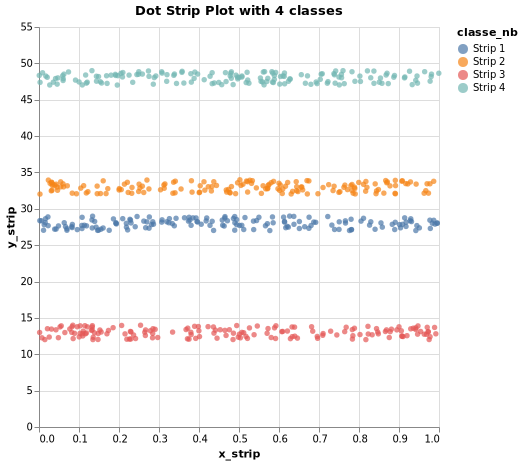 Dot Strip Plot with 4 classes
classe_nb
Strip 1
Strip 2
Strip 3
Strip 4
y_strip
55
50
45
40
35
30
25
20
15
10
5
0
0.0 0.1 0.2 0.3 0.4 0.5 0.6 0.7 0.8 0.9 1.0
x_strip